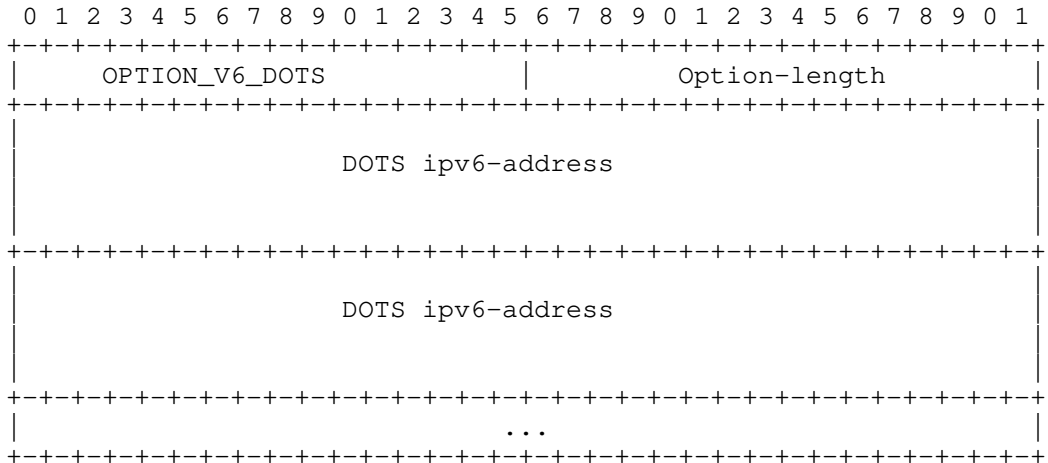 0 1 2 3 4 5 6 7 8 9 0 1 2 3 4 5 6 7 8 9 0 1 2 3 4 5 6 7 8 9 0 1
+-+-+-+-+-+-+-+-+-+-+-+-+-+-+-+-+-+-+-+-+-+-+-+-+-+-+-+-+-+-+-+-+
|     OPTION_V6_DOTS            |         Option-length         |
+-+-+-+-+-+-+-+-+-+-+-+-+-+-+-+-+-+-+-+-+-+-+-+-+-+-+-+-+-+-+-+-+
|                                                               |
|                    DOTS ipv6-address                          |
|                                                               |
|                                                               |
+-+-+-+-+-+-+-+-+-+-+-+-+-+-+-+-+-+-+-+-+-+-+-+-+-+-+-+-+-+-+-+-+
|                                                               |
|                    DOTS ipv6-address                          |
|                                                               |
|                                                               |
+-+-+-+-+-+-+-+-+-+-+-+-+-+-+-+-+-+-+-+-+-+-+-+-+-+-+-+-+-+-+-+-+
|                              ...                              |
+-+-+-+-+-+-+-+-+-+-+-+-+-+-+-+-+-+-+-+-+-+-+-+-+-+-+-+-+-+-+-+-+